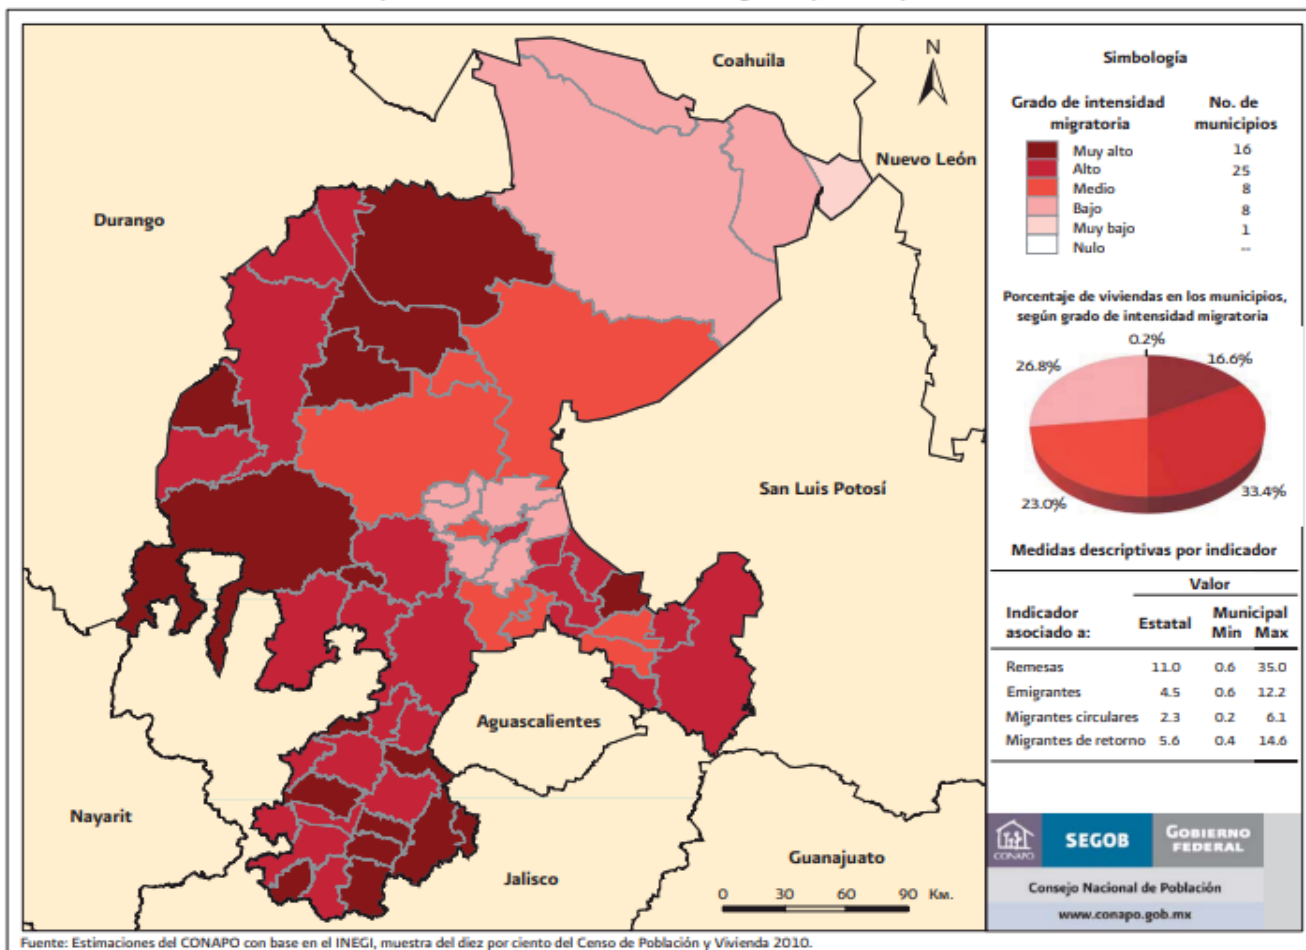 Coahuila
N
Nuevo León
Durango
San Luis Potosí
Aguascalientes
Nayarit
Jalisco
Guanajuato
0 30 60 90 Km.
Simbología
Grado de intensidad migratoria
No. de municipios
Muy alto 16
Alto 25
Medio 8
Bajo 8
Muy bajo 1
Nulo --
Porcentaje de viviendas en los municipios,
según grado de intensidad migratoria
0.2%
26.8%
16.6%
23.0%
33.4%
Medidas descriptivas por indicador
Valor
Indicador asociado a:
Estatal
Municipal
Min Max
Remesas 11.0 0.6 35.0
Emigrantes 4.5 0.6 12.2
Migrantes circulares 2.3 0.2 6.1
Migrantes de retorno 5.6 0.4 14.6
CONAPO
SEGOB
GOBIERNO
FEDERAL
Consejo Nacional de Población
www.conapo.gob.mx
Fuente: Estimaciones del CONAPO con base en el INEGI, muestra del diez por ciento del Censo de Población y Vivienda 2010.